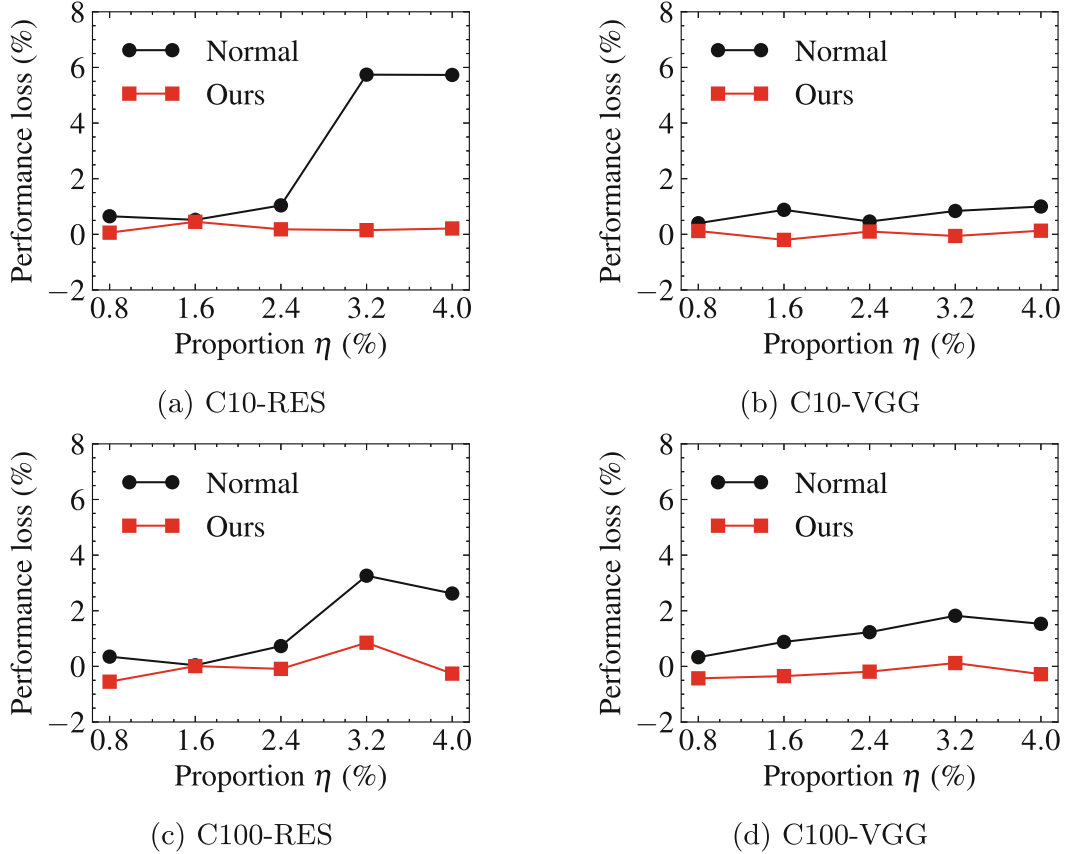 Performance loss (%)
8
6
4
2
0
−2
Normal
Ours
0.8 1.6 2.4 3.2 4.0
Proportion η (%)
(a) C10-RES
Performance loss (%)
8
6
4
2
0
−2
Normal
Ours
0.8 1.6 2.4 3.2 4.0
Proportion η (%)
(b) C10-VGG
Performance loss (%)
8
6
4
2
0
−2
Normal
Ours
0.8 1.6 2.4 3.2 4.0
Proportion η (%)
(c) C100-RES
Performance loss (%)
8
6
4
2
0
−2
Normal
Ours
0.8 1.6 2.4 3.2 4.0
Proportion η (%)
(d) C100-VGG